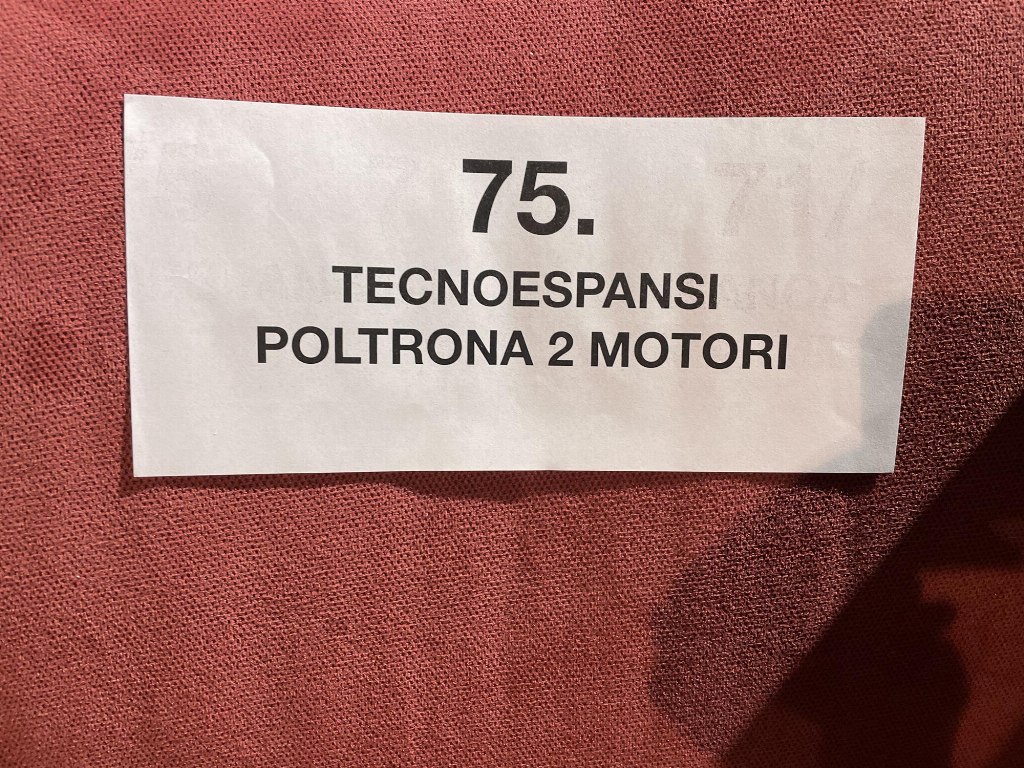 75.
TECNOESPANSI
POLTRONA 2 MOTORI